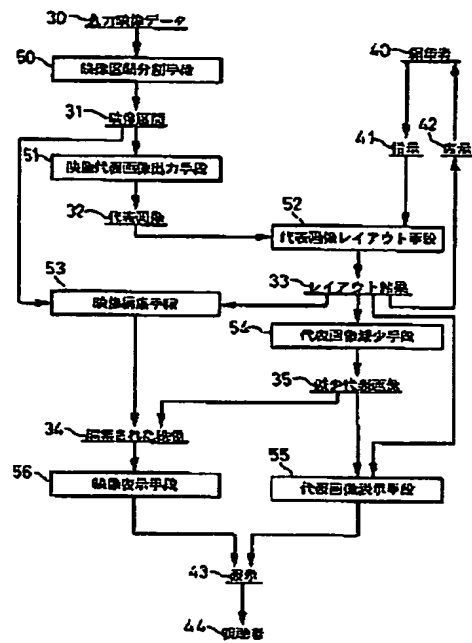 30 入力映像データ
40 編集者
50 映像区間分割手段
31 映像区間
41 指示
42 表示
51 映像代表画像出力手段
32 代表画像
52 代表画像レイアウト手段
53 映像編集手段
33 レイアウト結果
54 代表画像減少手段
35 減少代表画像
34 編集された映像
56 映像表示手段
55 代表画像表示手段
43 表示
44 視聴者